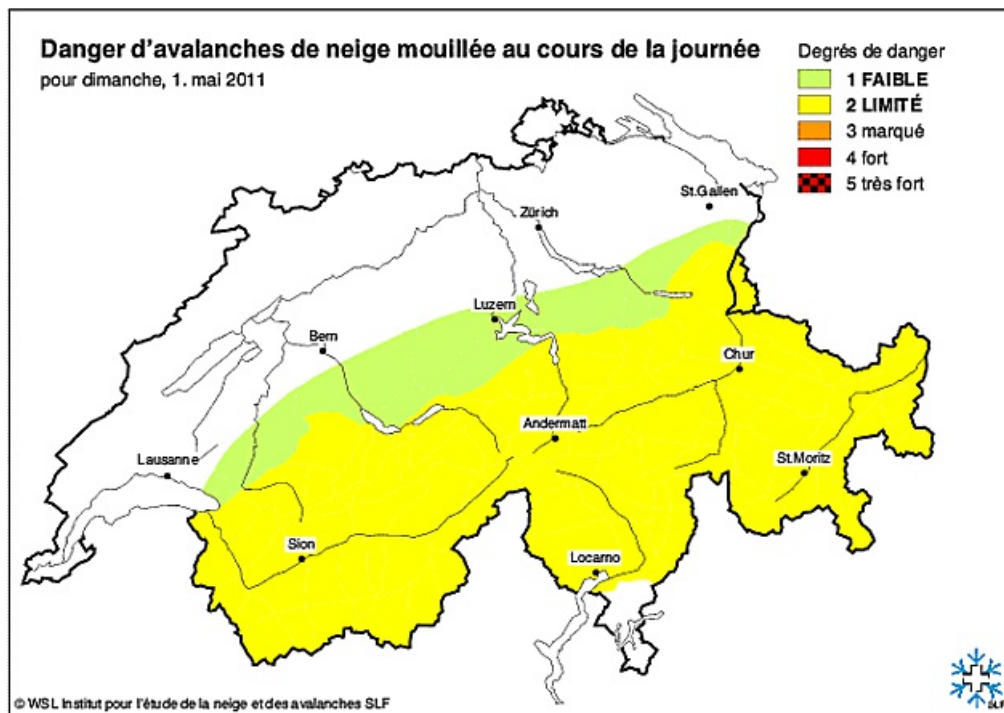 Danger d'avalanches de neige mouillée au cours de la journée
pour dimanche, 1. mai 2011
Degrés de danger
1 FAIBLE
2 LIMITÉ
3 marqué
4 fort
5 très fort
St.Gallen
Zürich
Luzern
Bern
Chur
Andermatt
Lausanne
St.Moritz
Sion
Locarno
© WSL Institut pour l'étude de la neige et des avalanches SLF
SLF